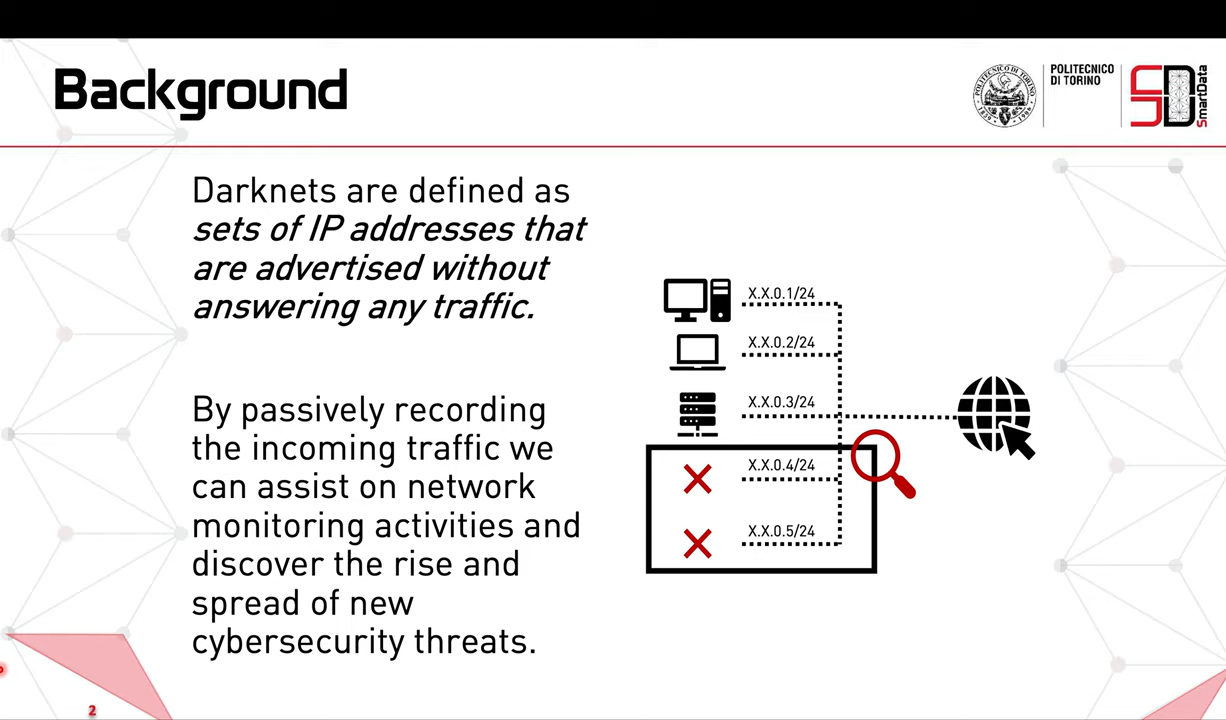 Background
POLITECNICO
DI TORINO
SmartData
Darknets are defined as
sets of IP addresses that
are advertised without
answering any traffic.
By passively recording
the incoming traffic we
can assist on network
monitoring activities and
discover the rise and
spread of new
cybersecurity threats.
X.X.0.1/24
X.X.0.2/24
X.X.0.3/24
X.X.0.4/24
X.X.0.5/24
2